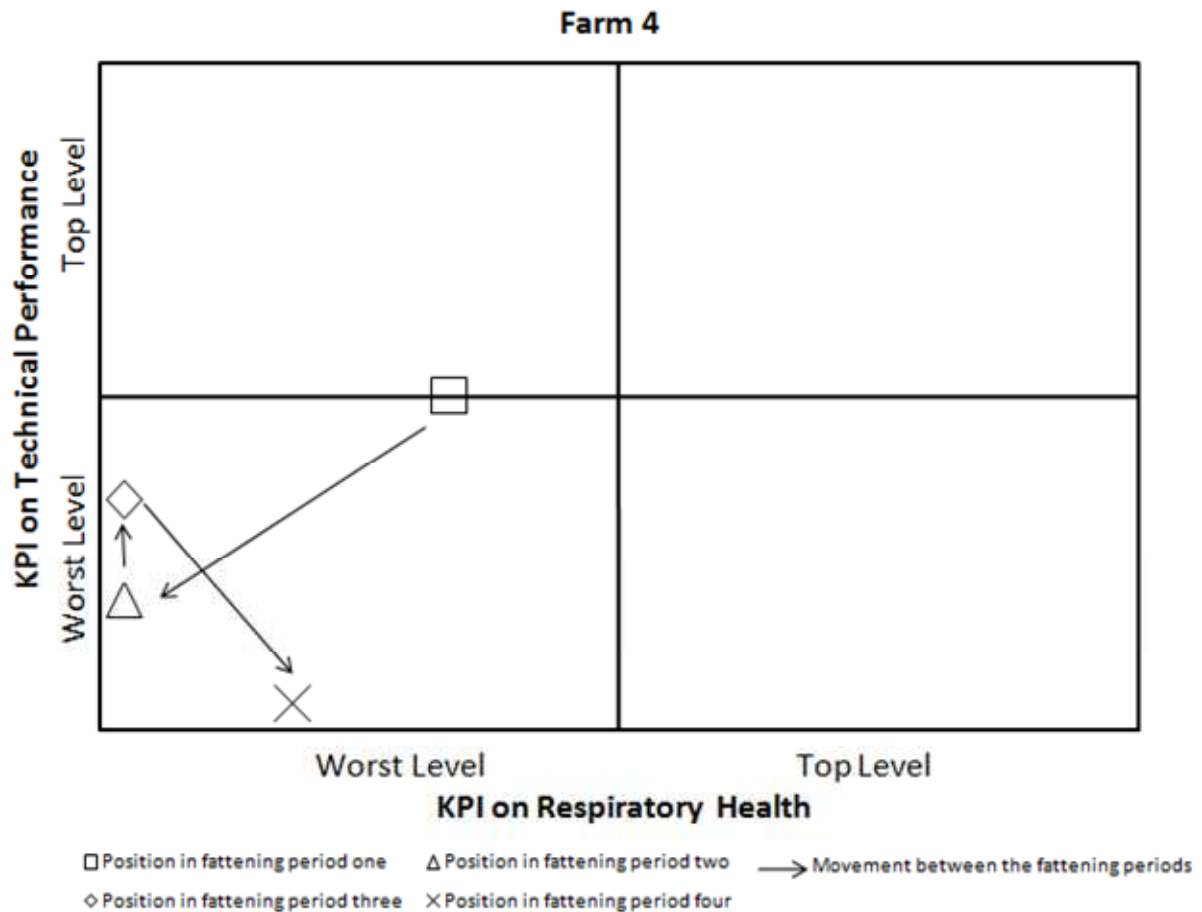 Farm 4
KPI on Technical Performance
Top Level
Worst Level
Worst Level Top Level
KPI on Respiratory Health
Position in fattening period one Position in fattening period two Movement between the fattening periods
Position in fattening period three Position in fattening period four